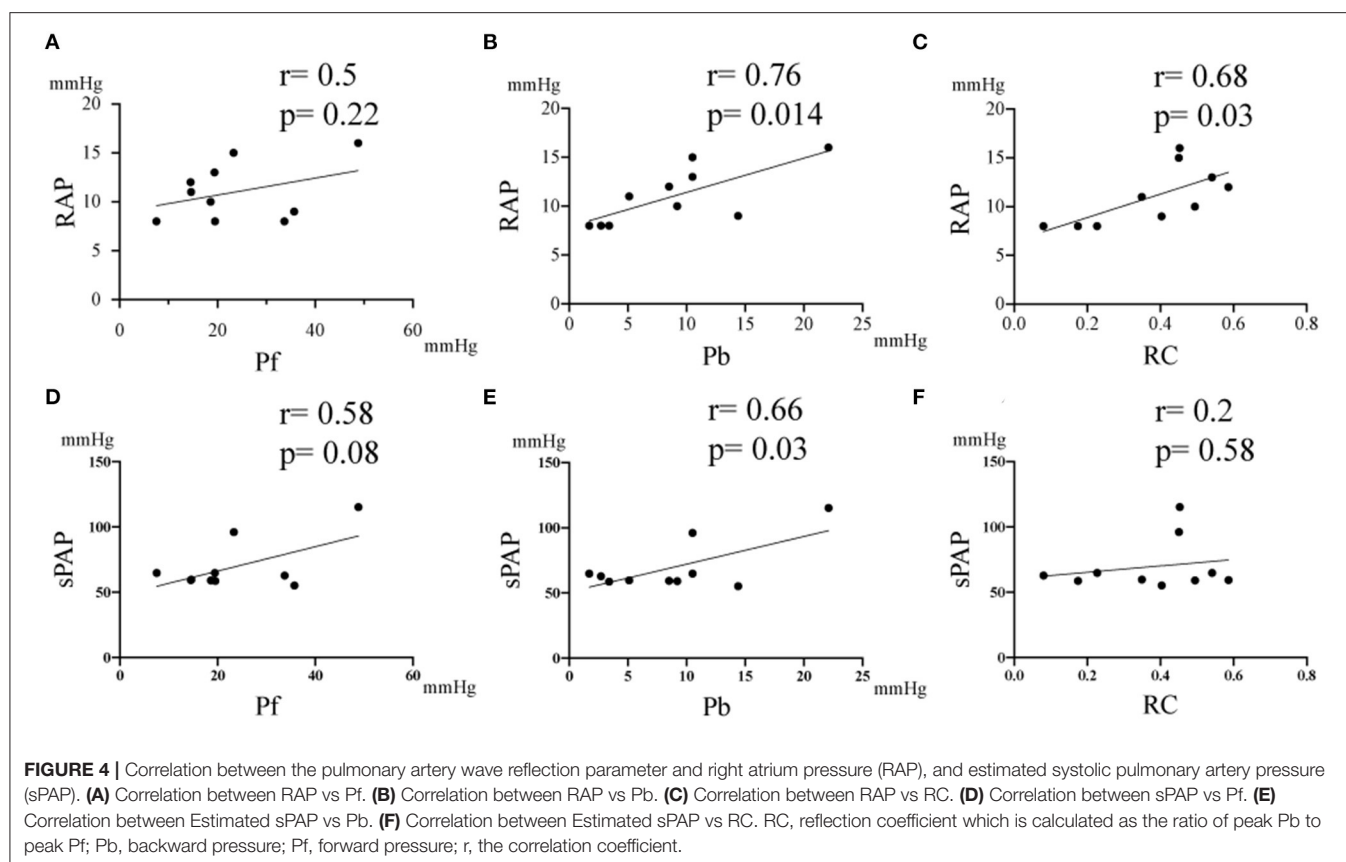 A
mmHg
r= 0.5
p= 0.22
20
15
10
5
0
RAP
0 20 40 60
mmHg
Pf
B
mmHg
r= 0.76
p= 0.014
20
15
10
5
0
RAP
0 5 10 15 20 25
mmHg
Pb
C
mmHg
r= 0.68
p= 0.03
20
15
10
5
0
RAP
0.0 0.2 0.4 0.6 0.8
RC
D
mmHg
r= 0.58
p= 0.08
150
100
50
0
sPAP
0 20 40 60
mmHg
Pf
E
mmHg
r= 0.66
p= 0.03
150
100
50
0
sPAP
0 5 10 15 20 25
mmHg
Pb
F
mmHg
r= 0.2
p= 0.58
150
100
50
0
sPAP
0.0 0.2 0.4 0.6 0.8
RC
FIGURE 4 | Correlation between the pulmonary artery wave reflection parameter and right atrium pressure (RAP), and estimated systolic pulmonary artery pressure
(sPAP). (A) Correlation between RAP vs Pf. (B) Correlation between RAP vs Pb. (C) Correlation between RAP vs RC. (D) Correlation between sPAP vs Pf. (E)
Correlation between Estimated sPAP vs Pb. (F) Correlation between Estimated sPAP vs RC. RC, reflection coefficient which is calculated as the ratio of peak Pb to
peak Pf; Pb, backward pressure; Pf, forward pressure; r, the correlation coefficient.